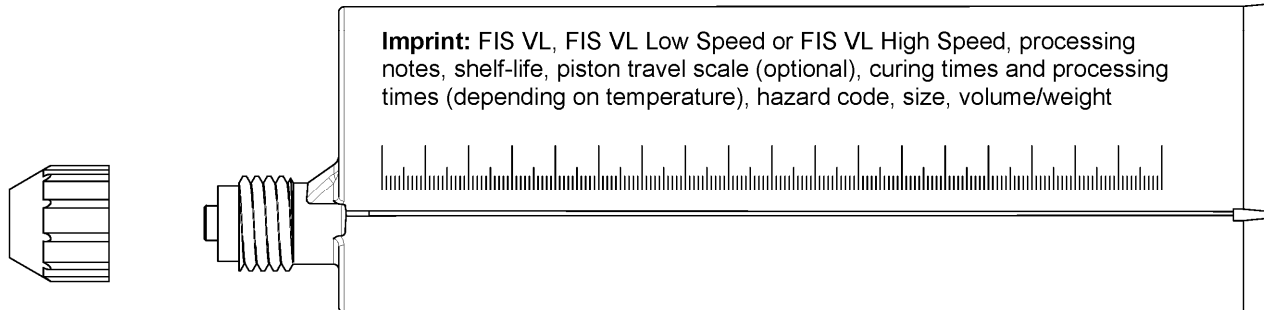 Imprint: FIS VL, FIS VL Low Speed or FIS VL High Speed, processing
notes, shelf-life, piston travel scale (optional), curing times and processing
times (depending on temperature), hazard code, size, volume/weight